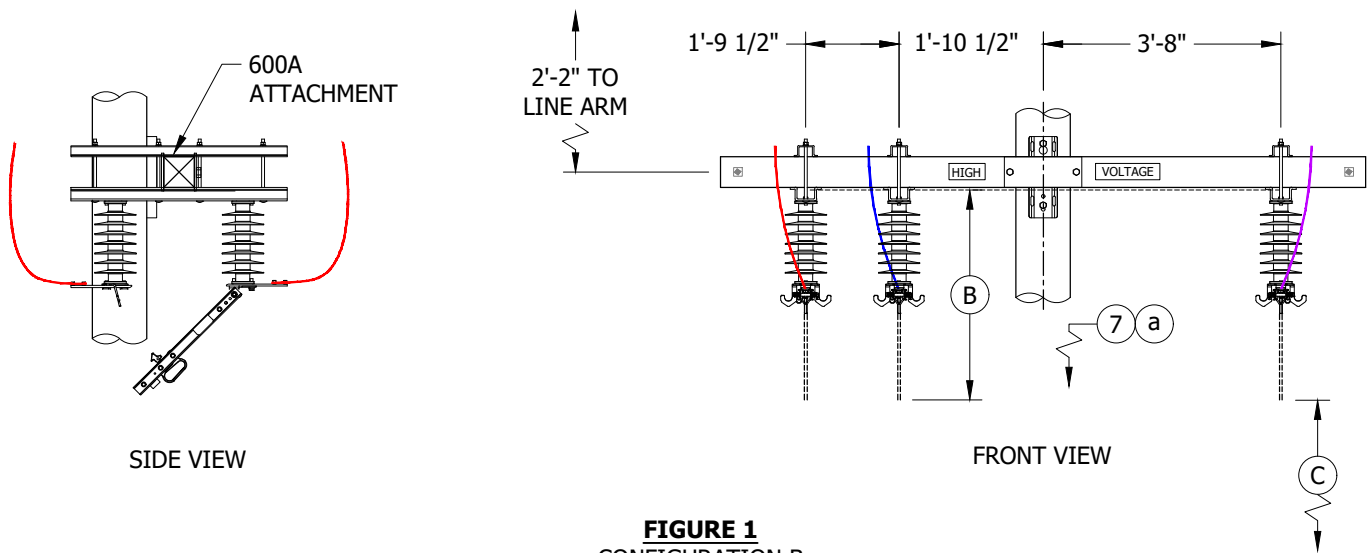 600A
ATTACHMENT
SIDE VIEW
2'-2" TO
LINE ARM
1'-9 1/2"
1'-10 1/2"
3'-8"
HIGH
VOLTAGE
B
7 a
C
FRONT VIEW
FIGURE 1